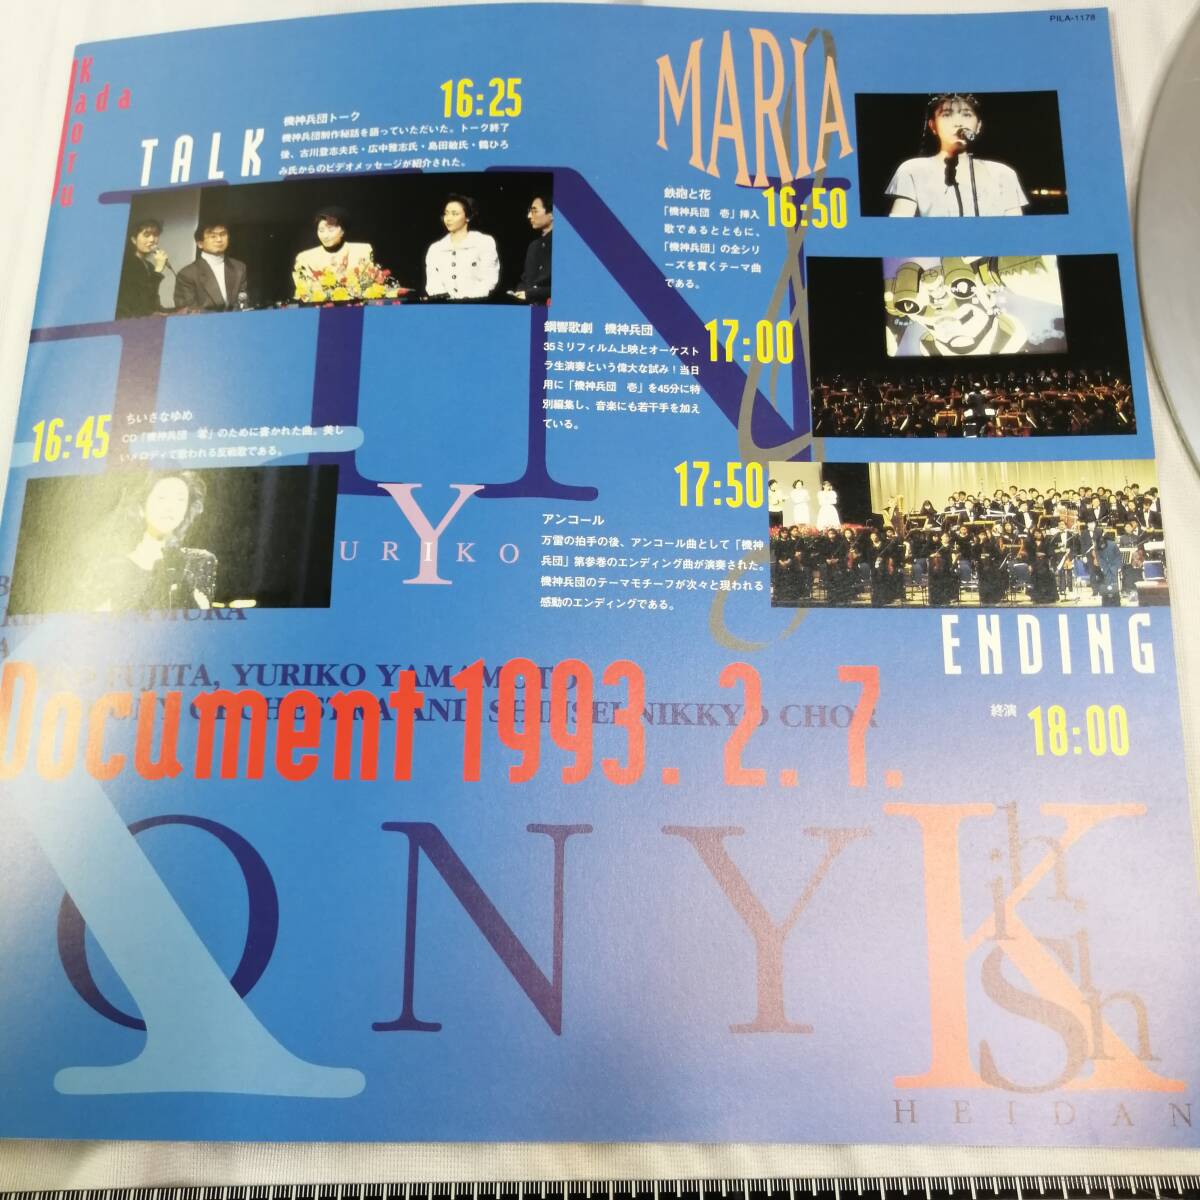 PILA-1178
Kaoru
Kada
TALK
16:25
機神兵団トーク
機神兵団制作秘話を語っていただいた。トーク終了
後、古川登志夫氏・広中雅志氏・島田敏氏・鶴ひろ
み氏からのビデオメッセージが紹介された。
MARIA
16:50
鉄砲と花
「機神兵団 壱」挿入
歌であるとともに、
「機神兵団」の全シリ
ーズを貫くテーマ曲
である。
17:00
鋼響歌劇 機神兵団
35ミリフィルム上映とオーケスト
ラ生演奏という偉大な試み！当日
用に「機神兵団 壱」を45分に特
別編集し、音楽にも若干手を加え
ている。
16:45
ちいさなゆめ
CD「機神兵団 零」のために書かれた曲。美し
いメロディで歌われる反戦歌である。
17:50
アンコール
万雷の拍手の後、アンコール曲として「機神
兵団」第参巻のエンディング曲が演奏された。
機神兵団のテーマモチーフが次々と現われる
感動のエンディングである。
YURIKO
FUJITA, YURIKO YAMAMOTO
ORCHESTRA AND SHINSEI NIKKYO CHOR
Document 1993. 2. 7.
ENDING
終演
18:00
ONY
Kihshin
HEIDAN